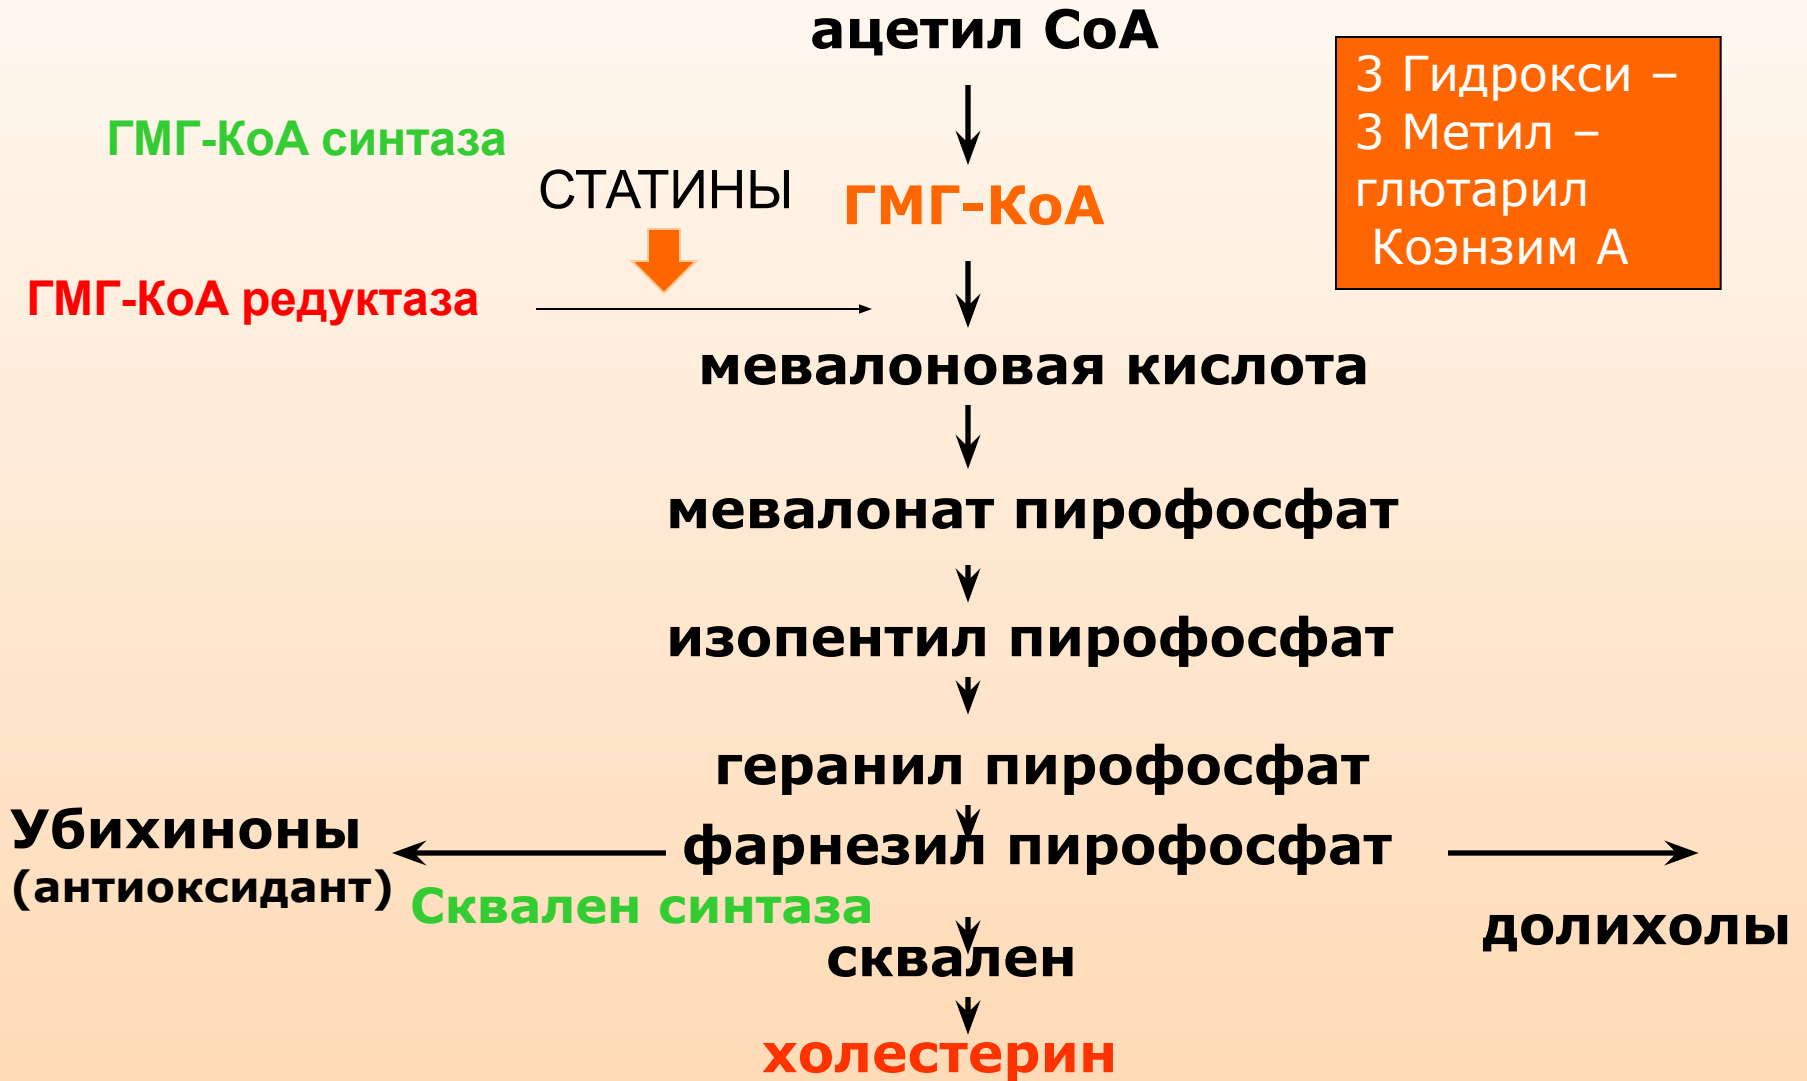 ацетил СоА
3 Гидрокси –
3 Метил –
глютарил
Коэнзим А
ГМГ-КоА синтаза
СТАТИНЫ
ГМГ-КоА
ГМГ-КоА редуктаза
мевалоновая кислота
мевалонат пирофосфат
изопентил пирофосфат
геранил пирофосфат
Убихиноны
(антиоксидант)
фарнезил пирофосфат
Сквален синтаза
долихолы
сквален
холестерин